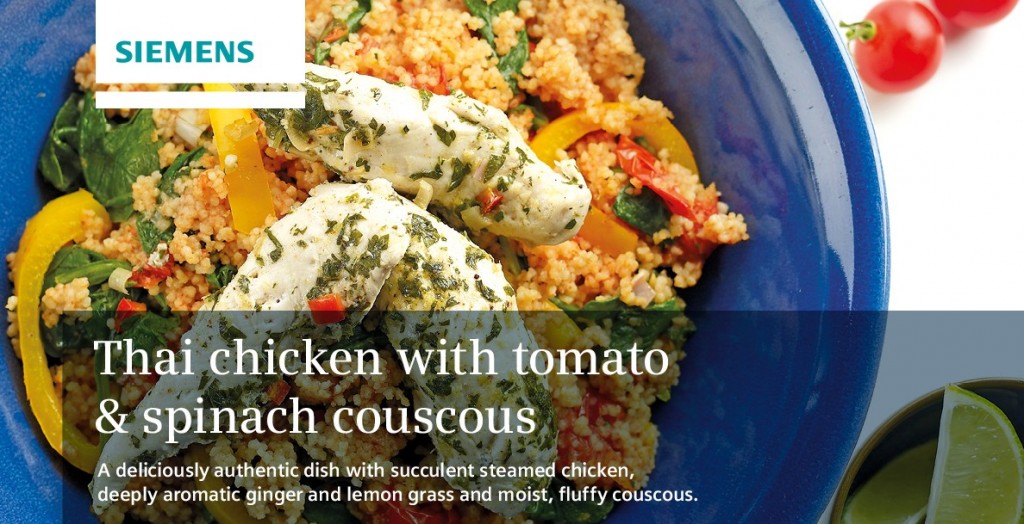 SIEMENS
Thai chicken with tomato
& spinach couscous
A deliciously authentic dish with succulent steamed chicken,
deeply aromatic ginger and lemon grass and moist, fluffy couscous.